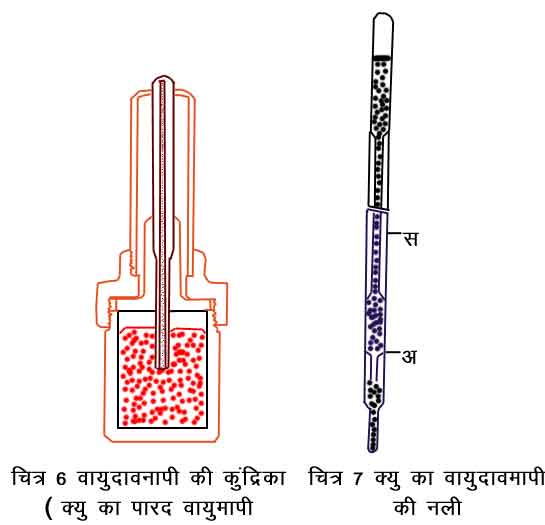 स
अ
चित्र 6 वायुदावनापी की कुंद्रिका
( क्यु का पारद वायुमापी
चित्र 7 क्यु का वायुदावमापी
की नली